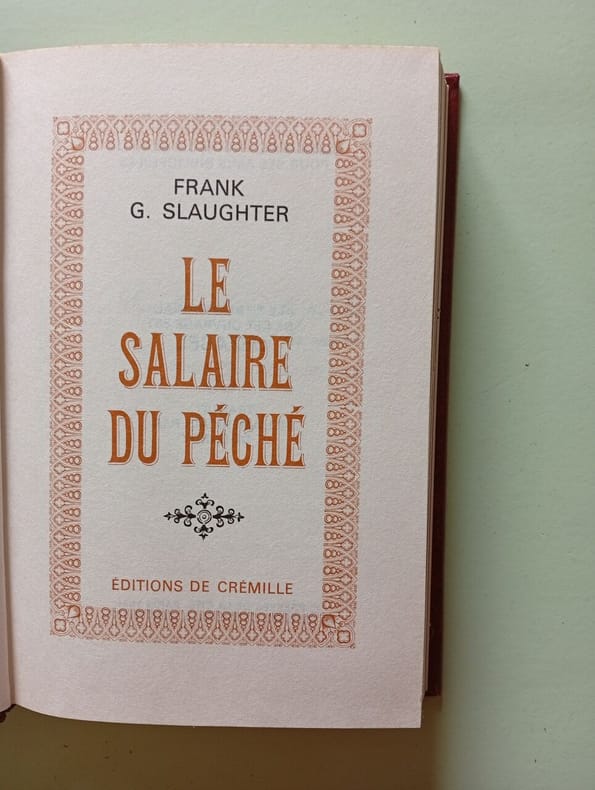 FRANK
G. SLAUGHTER
LE
SALAIRE
DU PÉCHÉ
ÉDITIONS DE CRÉMILLE